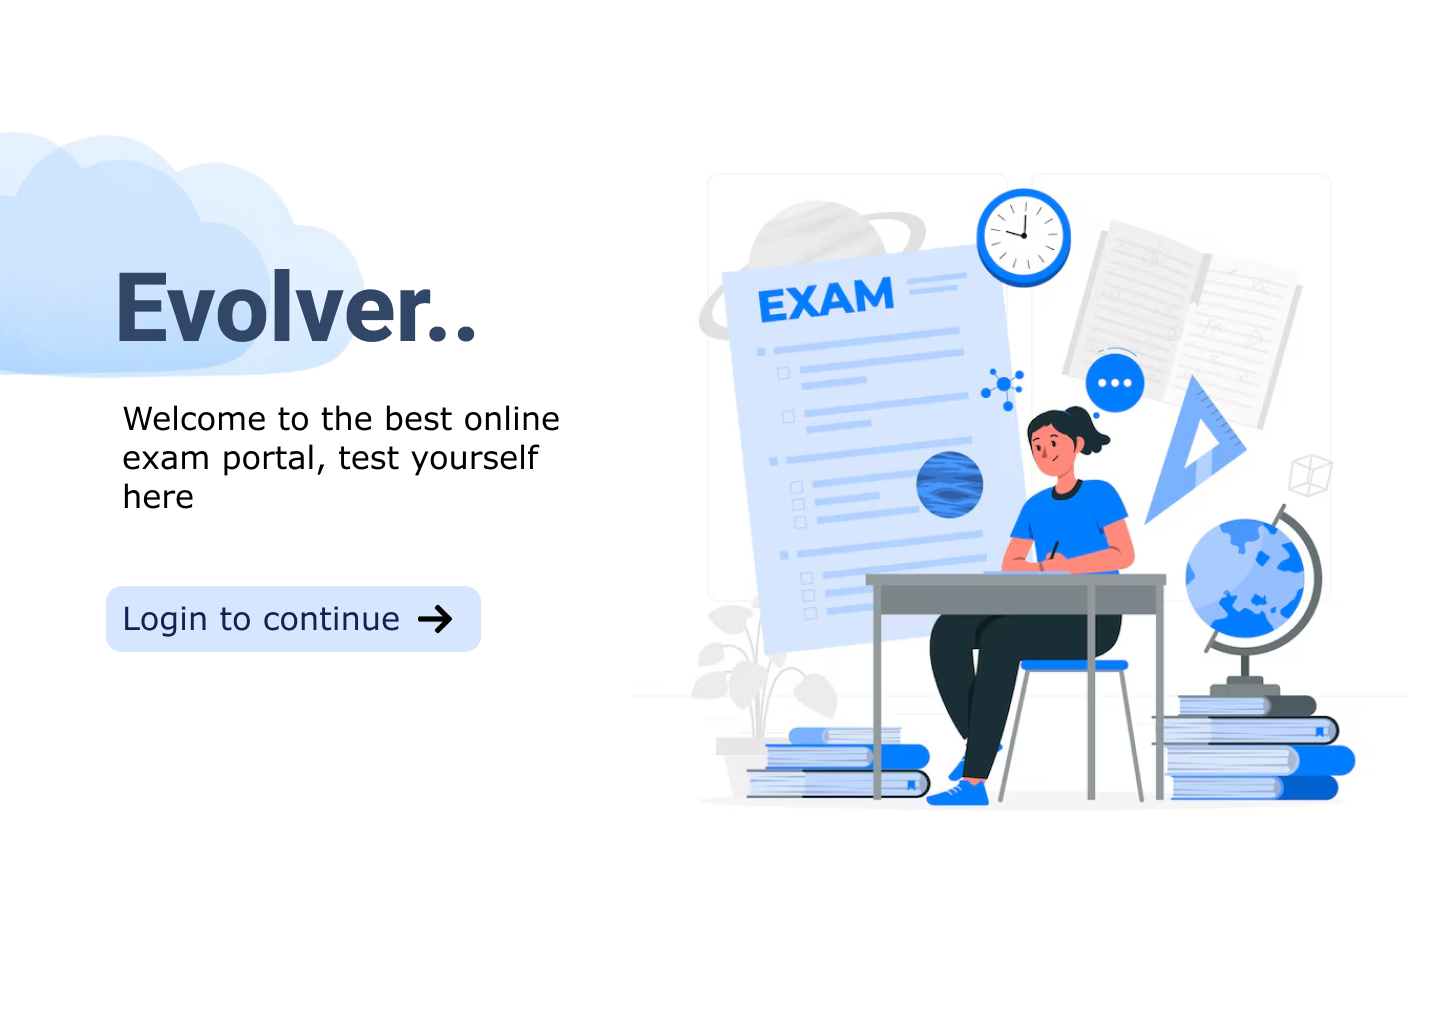 Evolver..
Welcome to the best online
exam portal, test yourself
here
Login to continue
EXAM